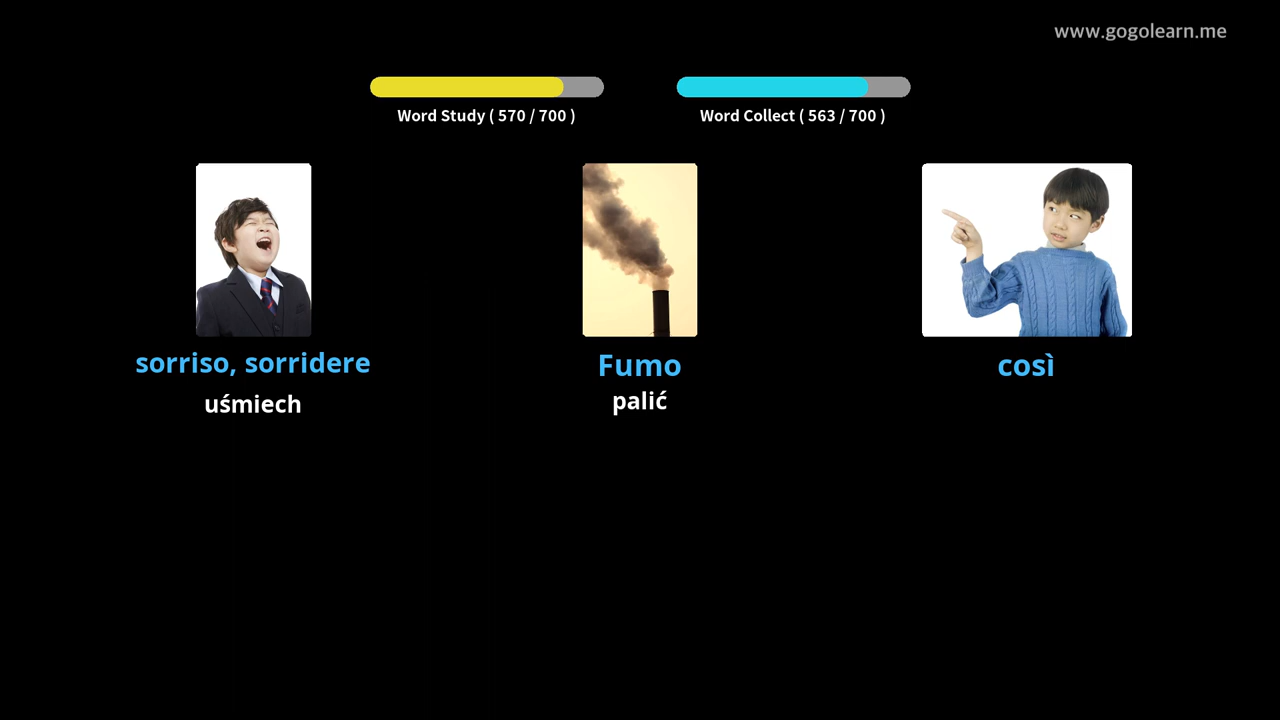 www.gogolearn.me
Word Study ( 570 / 700 )
Word Collect ( 563 / 700 )
sorriso, sorridere
Fumo
così
uśmiech
palić